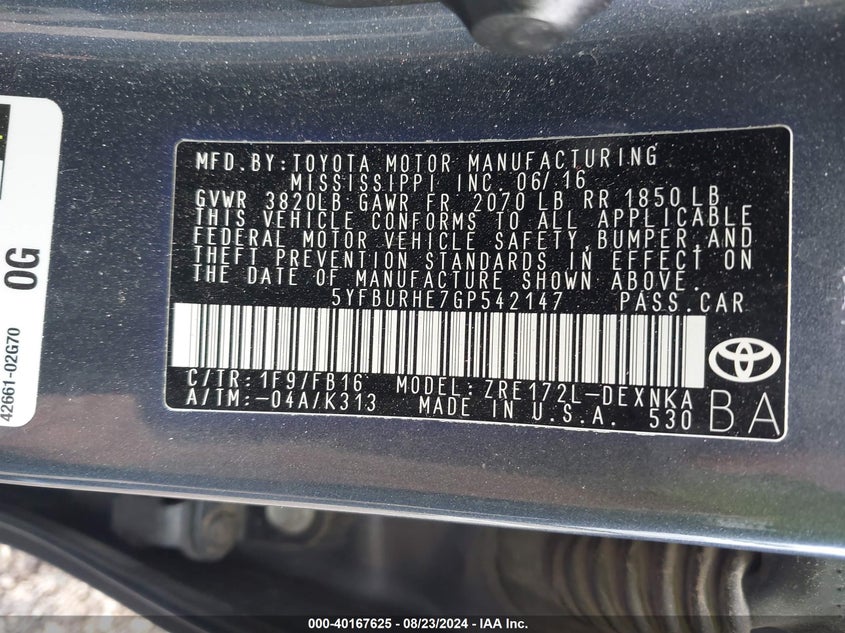 MFD.BY:TOYOTA MOTOR MANUFACTURING
MISSISSIPPI INC. 06/16
GVWR 3820LB GAWR FR 2070 LB RR 1850 LB
THIS VEHICLE CONFORMS TO ALL APPLICABLE
FEDERAL MOTOR VEHICLE SAFETY,BUMPER,AND
THEFT PREVENTION STANDARDS IN EFFECT ON
THE DATE OF MANUFACTURE SHOWN ABOVE.
5YFBURHE7GP542147 PASS.CAR
C/TR:1F9/FB16 MODEL:ZRE172L-DEXNKA
A/TM:-04A/K313 MADE IN U.S.A. 530
BA
0G
42661-02G70
000-40167625 - 08/23/2024 - IAA Inc.